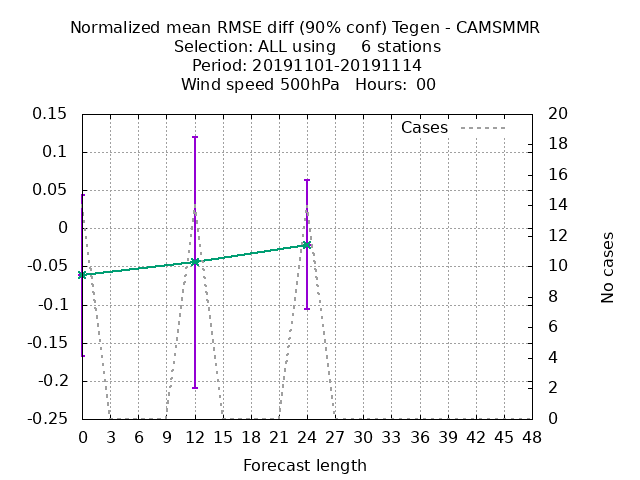 Normalized mean RMSE diff (90% conf) Tegen - CAMSMMR
Selection: ALL using 6 stations
Period: 20191101-20191114
Wind speed 500hPa Hours: 00
0.15
0.1
0.05
0
-0.05
-0.1
-0.15
-0.2
-0.25
Cases
20
18
16
14
12
10
8
6
4
2
0
No cases
0 3 6 9 12 15 18 21 24 27 30 33 36 39 42 45 48
Forecast length